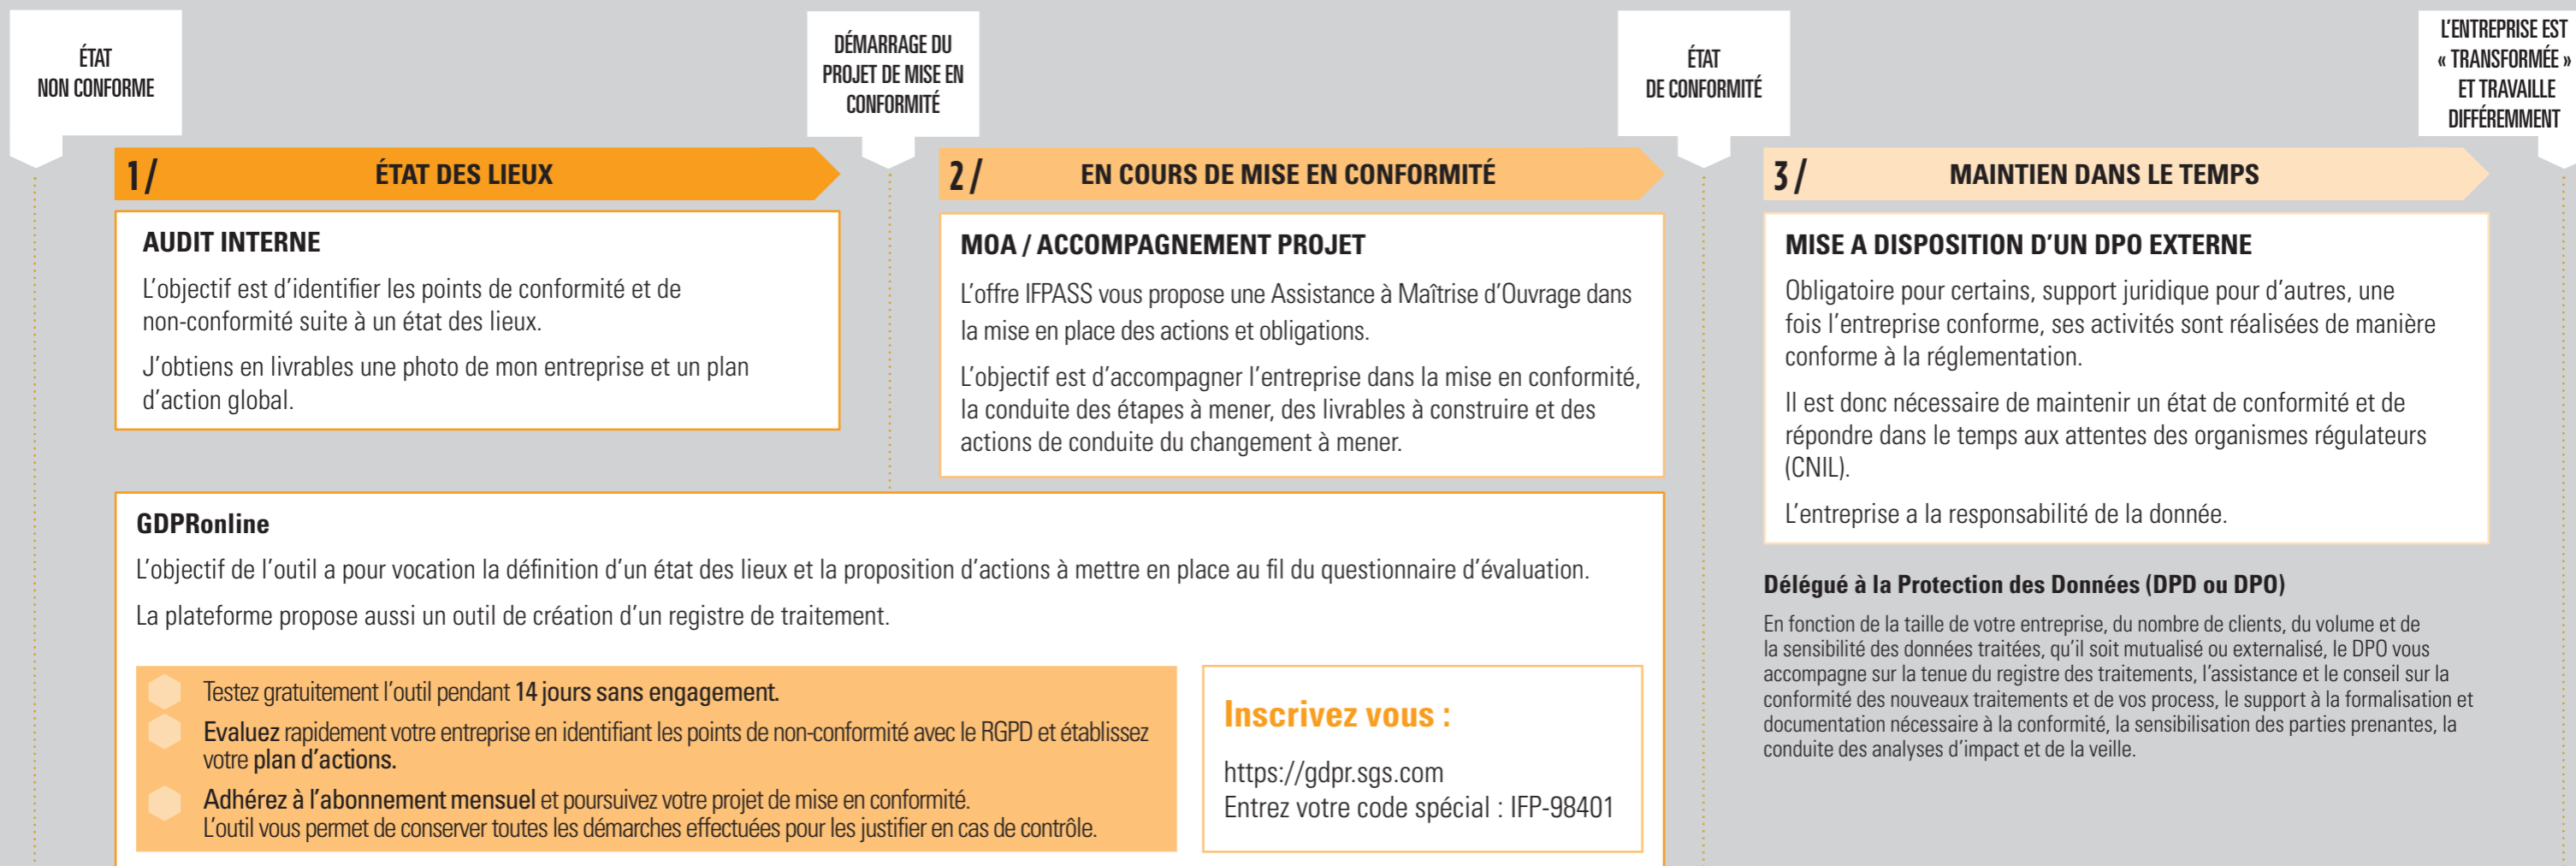 ÉTAT
NON CONFORME
DÉMARRAGE DU
PROJET DE MISE EN
CONFORMITÉ
ÉTAT
DE CONFORMITÉ
L'ENTREPRISE EST
« TRANSFORMÉE »
ET TRAVAILLE
DIFFÉREMMENT
1/ ÉTAT DES LIEUX
AUDIT INTERNE
L'objectif est d'identifier les points de conformité et de
non-conformité suite à un état des lieux.
J'obtiens en livrables une photo de mon entreprise et un plan
d'action global.
2/ EN COURS DE MISE EN CONFORMITÉ
MOA / ACCOMPAGNEMENT PROJET
L'offre IFPASS vous propose une Assistance à Maîtrise d'Ouvrage dans
la mise en place des actions et obligations.
L'objectif est d'accompagner l'entreprise dans la mise en conformité,
la conduite des étapes à mener, des livrables à construire et des
actions de conduite du changement à mener.
3/ MAINTIEN DANS LE TEMPS
MISE A DISPOSITION D'UN DPO EXTERNE
Obligatoire pour certains, support juridique pour d'autres, une
fois l'entreprise conforme, ses activités sont réalisées de manière
conforme à la réglementation.
Il est donc nécessaire de maintenir un état de conformité et de
répondre dans le temps aux attentes des organismes régulateurs
(CNIL).
L'entreprise a la responsabilité de la donnée.
GDPRonline
L'objectif de l'outil a pour vocation la définition d'un état des lieux et la proposition d'actions à mettre en place au fil du questionnaire d'évaluation.
La plateforme propose aussi un outil de création d'un registre de traitement.
Testez gratuitement l'outil pendant 14 jours sans engagement.
Evaluez rapidement votre entreprise en identifiant les points de non-conformité avec le RGPD et établissez
votre plan d'actions.
Adhérez à l'abonnement mensuel et poursuivez votre projet de mise en conformité.
L'outil vous permet de conserver toutes les démarches effectuées pour les justifier en cas de contrôle.
Inscrivez vous :
https://gdpr.sgs.com
Entrez votre code spécial : IFP-98401
Délégué à la Protection des Données (DPD ou DPO)
En fonction de la taille de votre entreprise, du nombre de clients, du volume et de
la sensibilité des données traitées, qu'il soit mutualisé ou externalisé, le DPO vous
accompagne sur la tenue du registre des traitements, l'assistance et le conseil sur la
conformité des nouveaux traitements et de vos process, le support à la formalisation et
documentation nécessaire à la conformité, la sensibilisation des parties prenantes, la
conduite des analyses d'impact et de la veille.